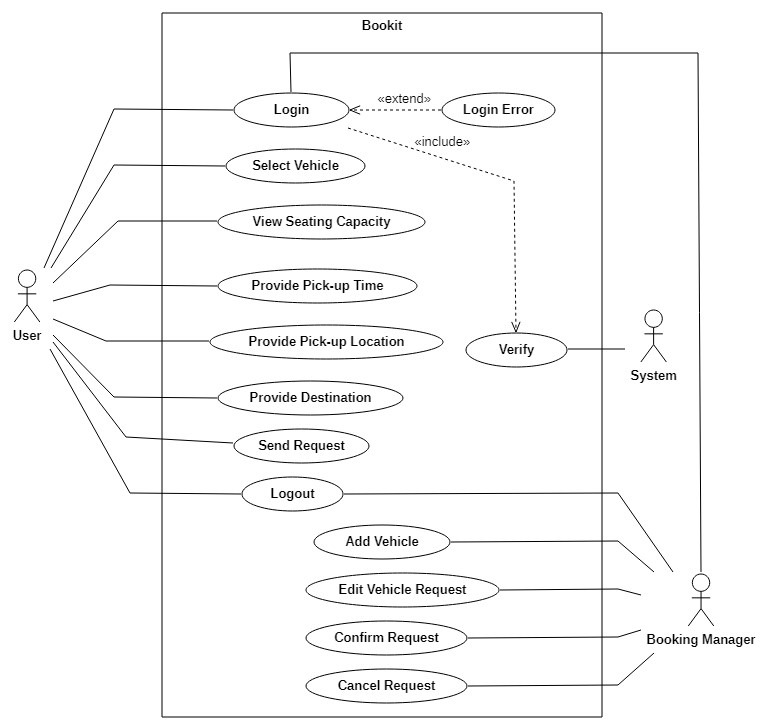 Bookit
Login
«extend»
Login Error
«include»
Select Vehicle
View Seating Capacity
Provide Pick-up Time
User
Provide Pick-up Location
Verify
System
Provide Destination
Send Request
Logout
Add Vehicle
Edit Vehicle Request
Confirm Request
Booking Manager
Cancel Request